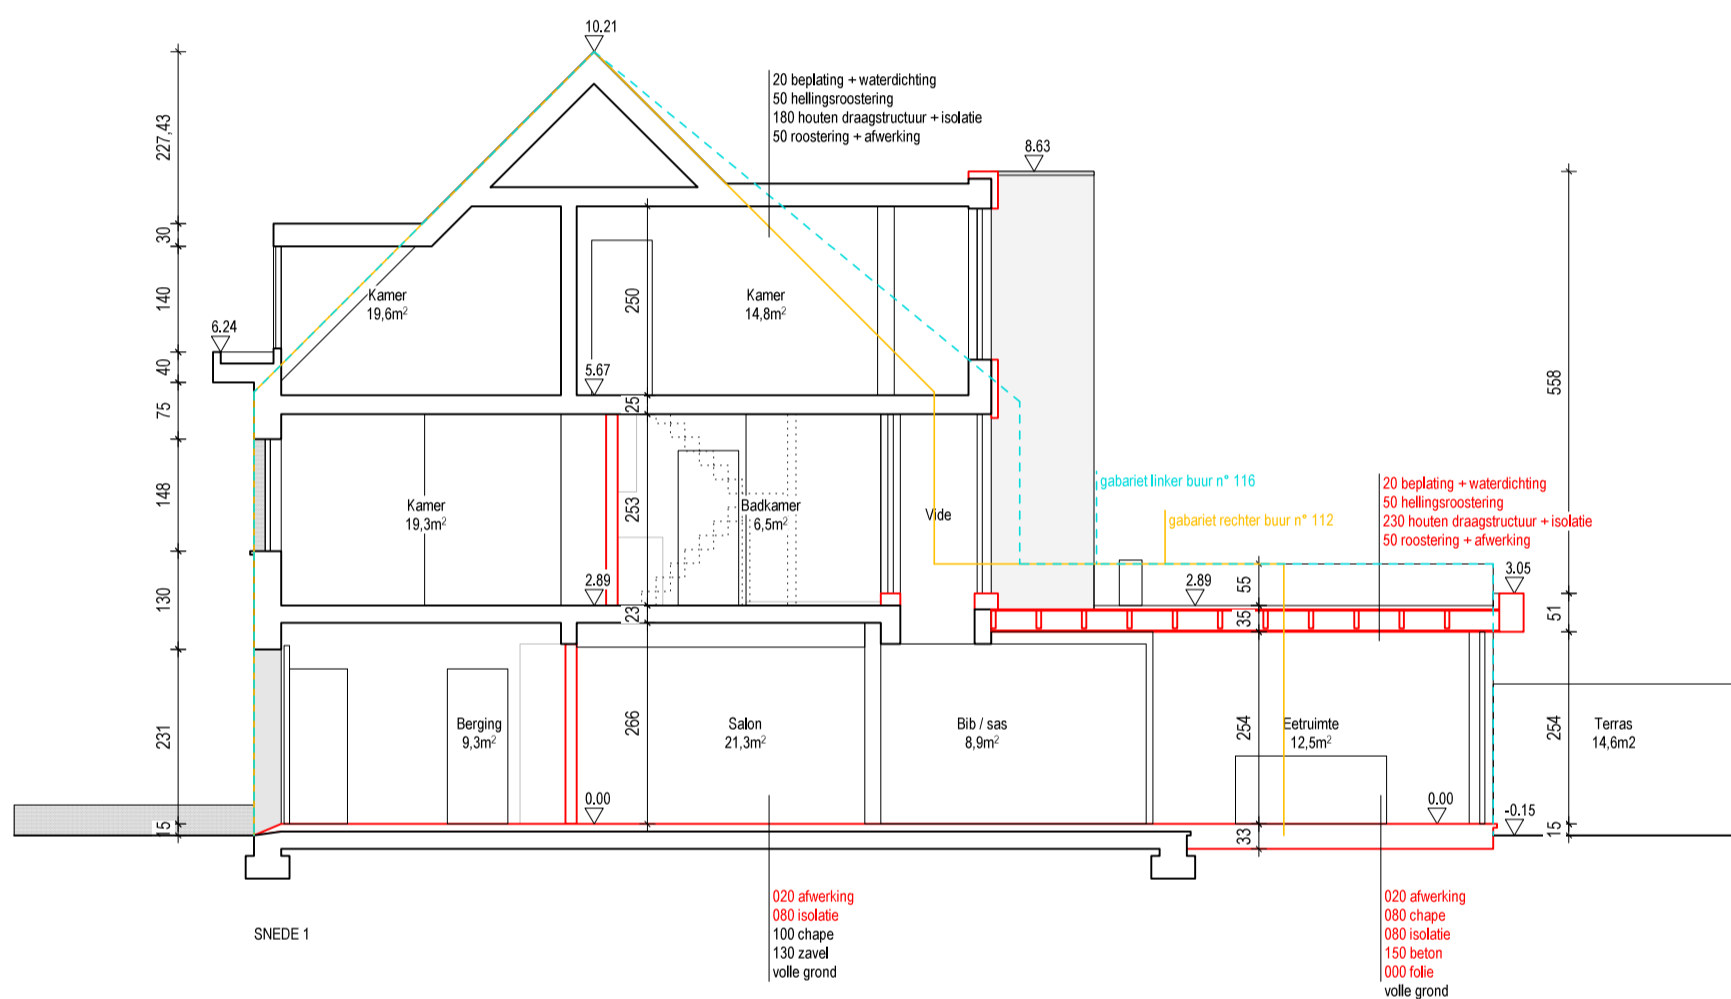 10.21
20 beplating + waterdichting
50 hellingsroostering
180 houten draagstructuur + isolatie
50 roostering + afwerking
8.63
227,43
30
140
40
75
148
130
231
15
6.24
Kamer
19,6m²
250
Kamer
14,8m²
5.67
25
558
Kamer
19,3m²
253
Badkamer
6,5m²
Vide
gabariet linker buur n° 116
gabariet rechter buur n° 112
20 beplating + waterdichting
50 hellingsroostering
230 houten draagstructuur + isolatie
50 roostering + afwerking
2.89
23
2.89
55
35
3.05
51
Berging
9,3m²
266
Salon
21,3m²
Bib / sas
8,9m²
254
Eetruimte
12,5m²
254
Terras
14,6m2
0.00
0.00
-0.15
33
15
020 afwerking
080 isolatie
100 chape
130 zavel
volle grond
020 afwerking
080 chape
080 isolatie
150 beton
000 folie
volle grond
SNEDE 1